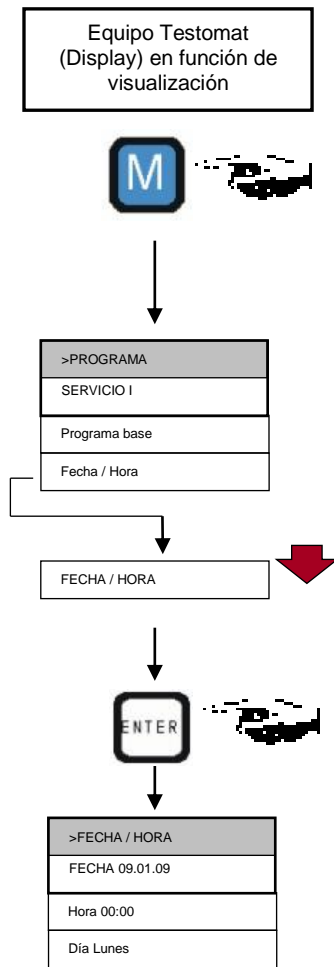 Equipo Testomat
(Display) en función de
visualización
M
>PROGRAMA
SERVICIO I
Programa base
Fecha / Hora
FECHA / HORA
ENTER
>FECHA / HORA
FECHA 09.01.09
Hora 00:00
Día Lunes